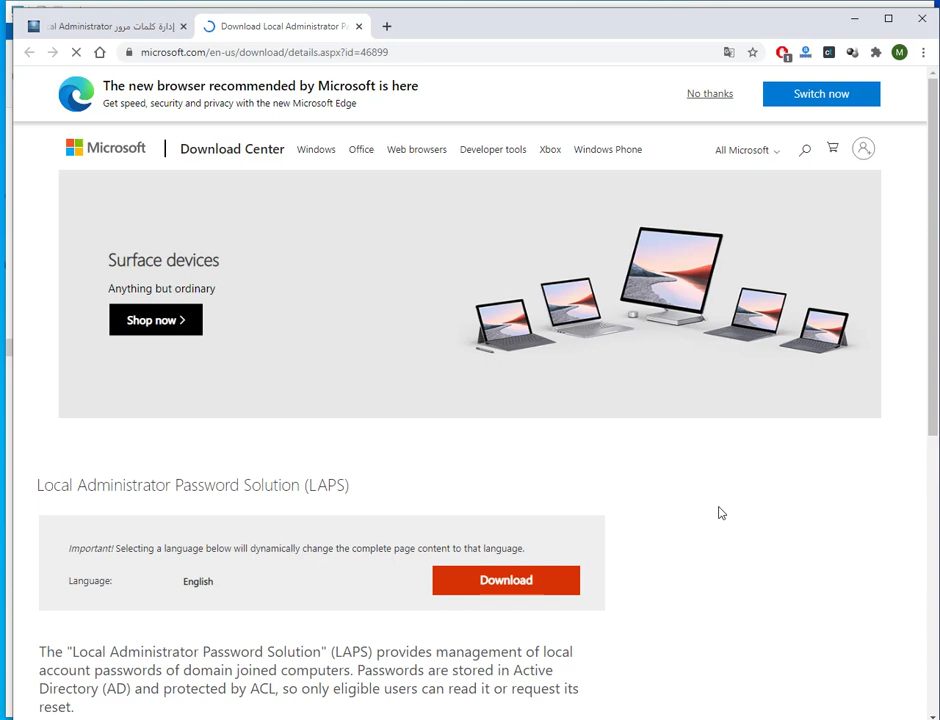 إدارة كلمات مرور Administrator
Download Local Administrator Pa
microsoft.com/en-us/download/details.aspx?id=46899
1
M
The new browser recommended by Microsoft is here
Get speed, security and privacy with the new Microsoft Edge
No thanks
Switch now
Microsoft
Download Center
Windows
Office
Web browsers
Developer tools
Xbox
Windows Phone
All Microsoft
Surface devices
Anything but ordinary
Shop now >
Local Administrator Password Solution (LAPS)
Important! Selecting a language below will dynamically change the complete page content to that language.
Language:
English
Download
The "Local Administrator Password Solution" (LAPS) provides management of local
account passwords of domain joined computers. Passwords are stored in Active
Directory (AD) and protected by ACL, so only eligible users can read it or request its
reset.